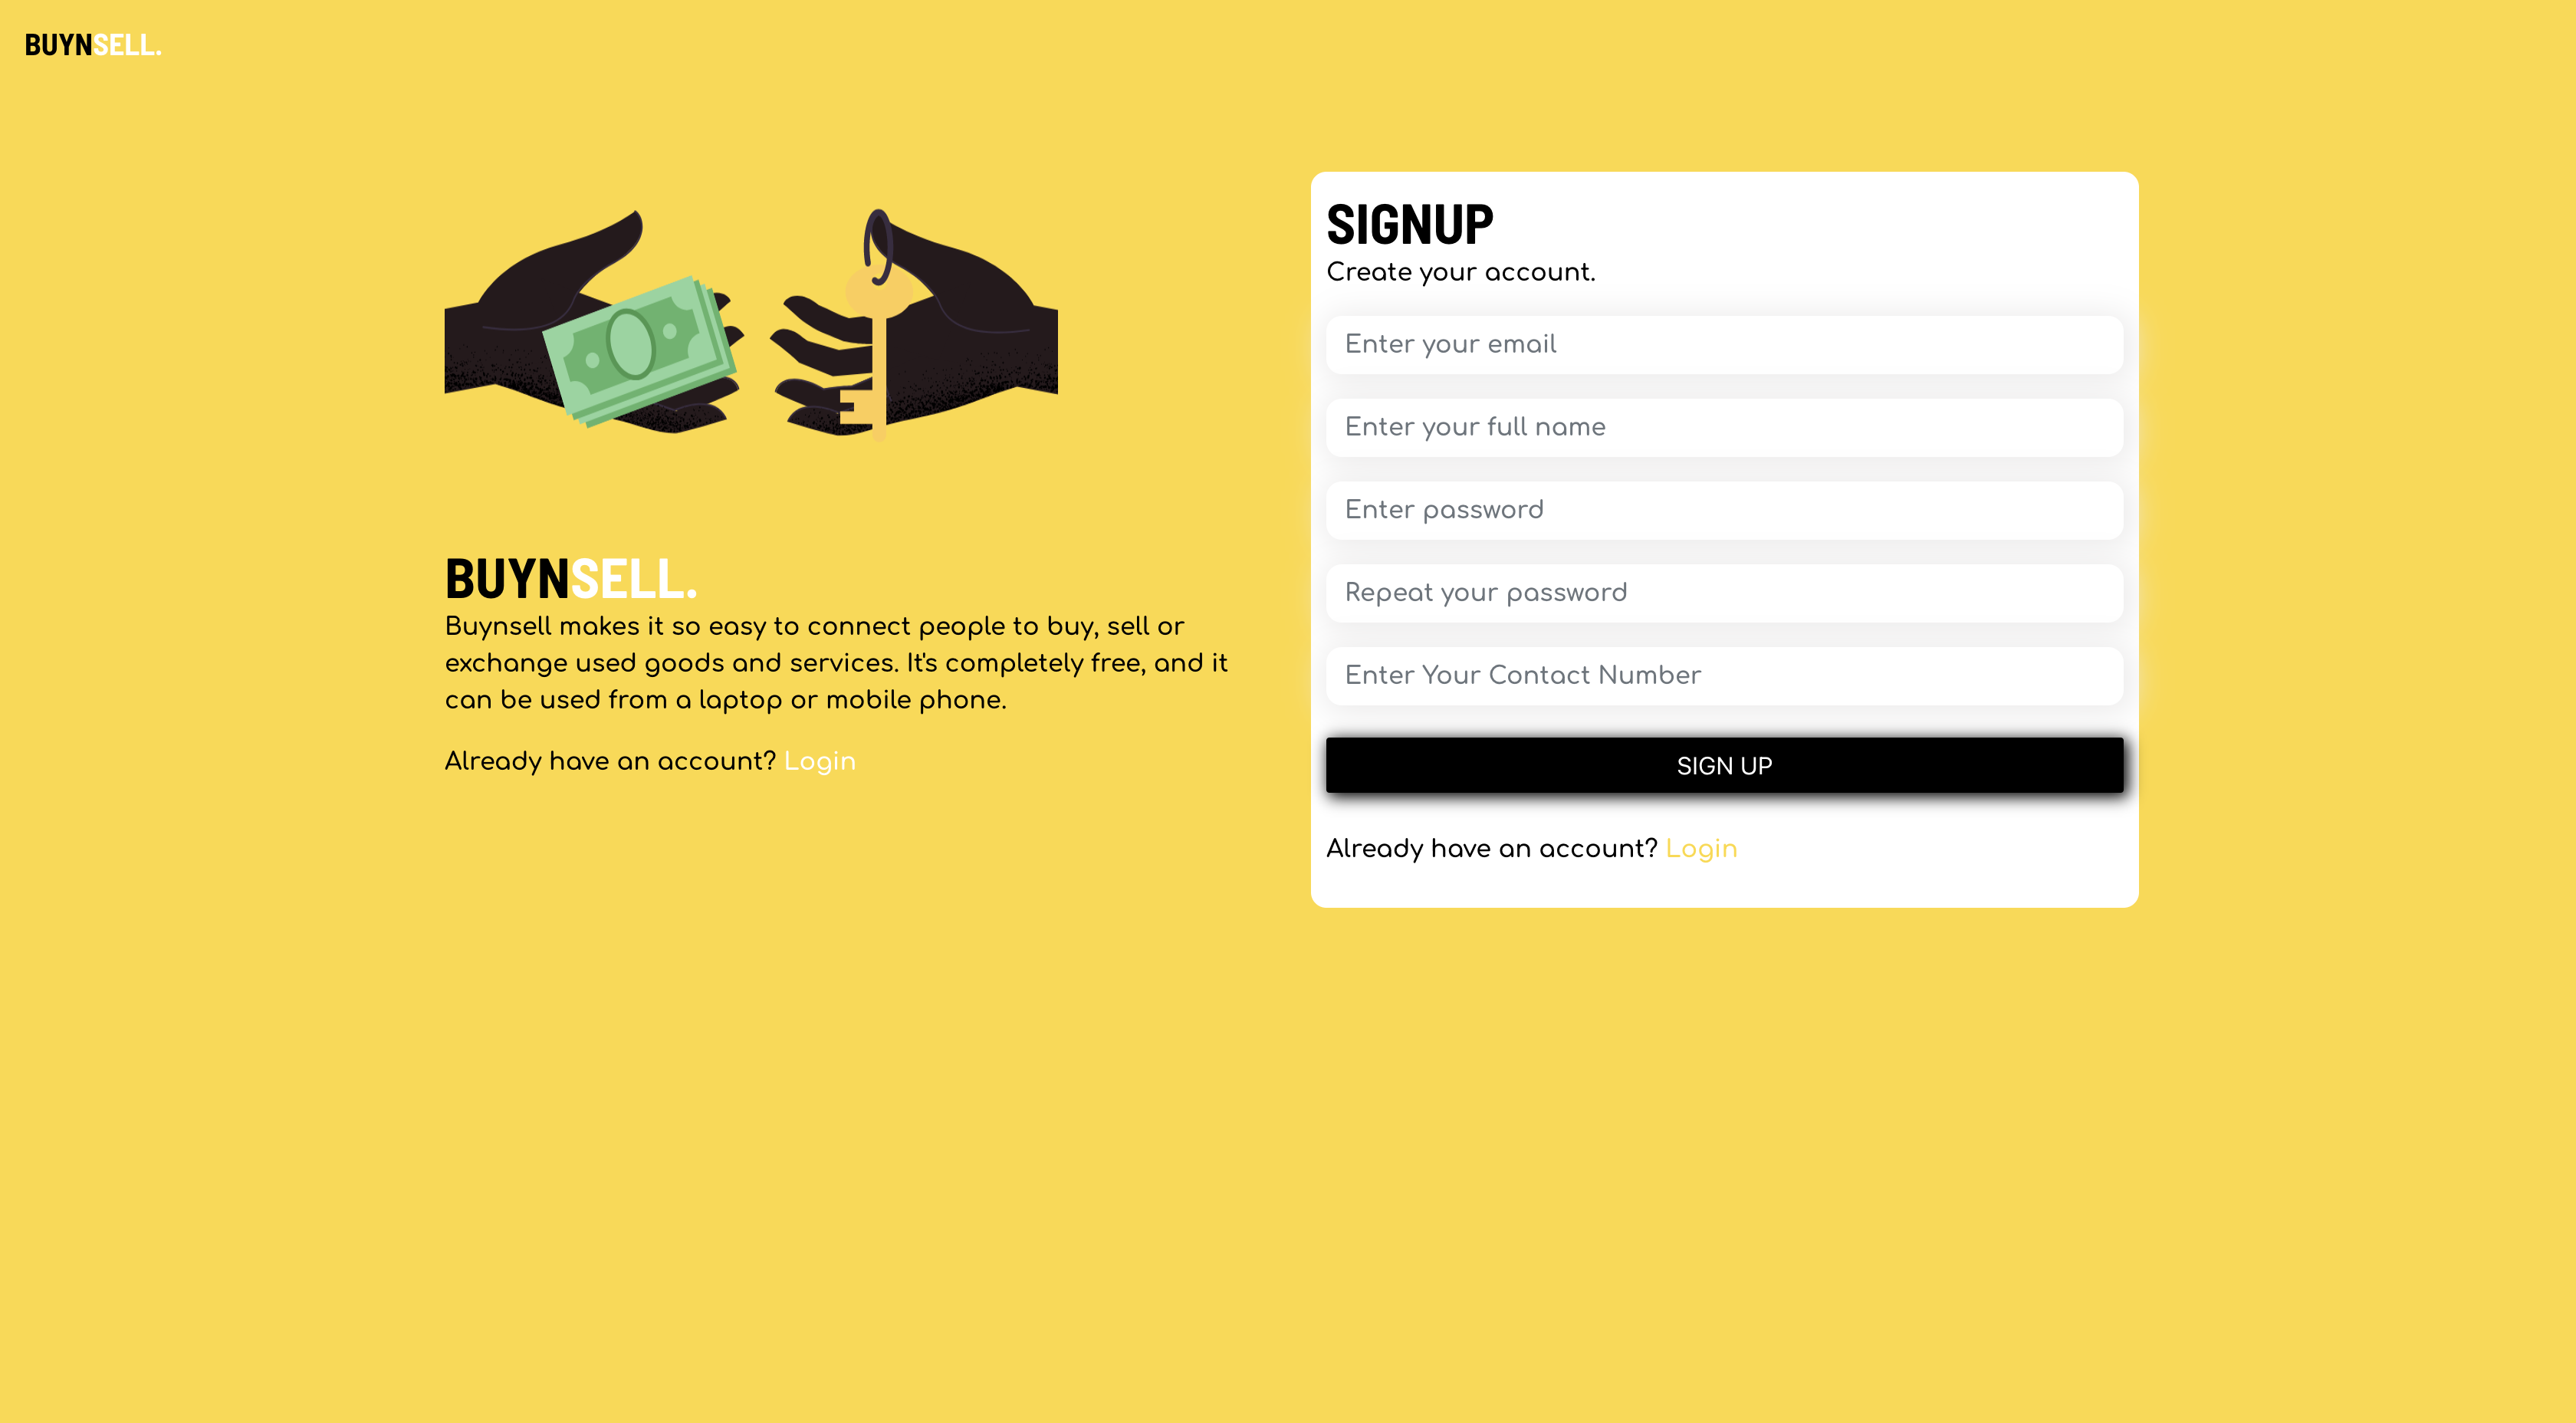 BUYNSELL.
BUYNSELL.
Buynsell makes it so easy to connect people to buy, sell or
exchange used goods and services. It's completely free, and it
can be used from a laptop or mobile phone.
Already have an account? Login
SIGNUP
Create your account.
Enter your email
Enter your full name
Enter password
Repeat your password
Enter Your Contact Number
SIGN UP
Already have an account? Login